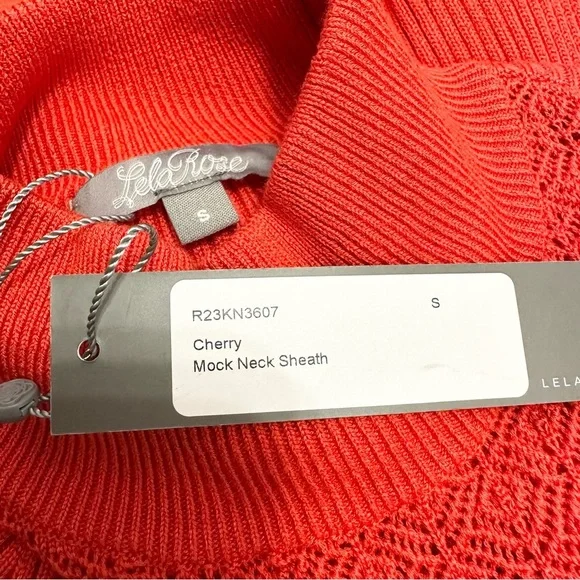 Lela Rose
S
R23KN3607 S
Cherry
Mock Neck Sheath
LELA